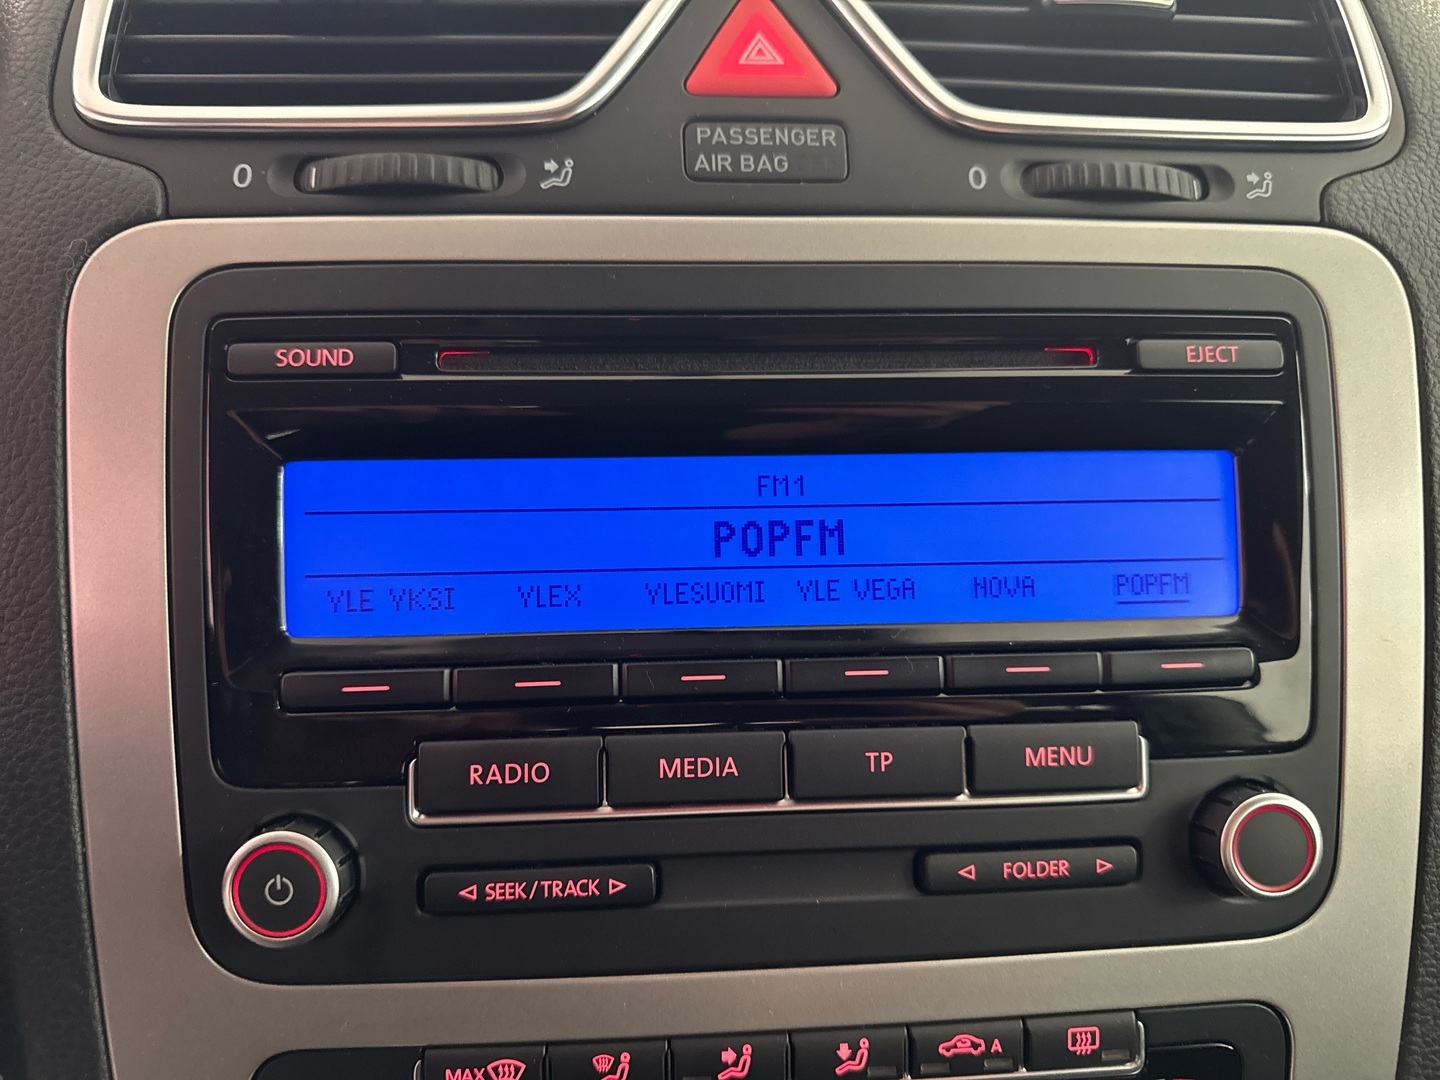 PASSENGER
AIR BAG
0
0
SOUND
EJECT
FM1
POPFM
YLE YKSI YLEX YLESUOMI YLE VEGA NOVA POPFM
RADIO MEDIA TP MENU
SEEK/TRACK
FOLDER
MAX
A